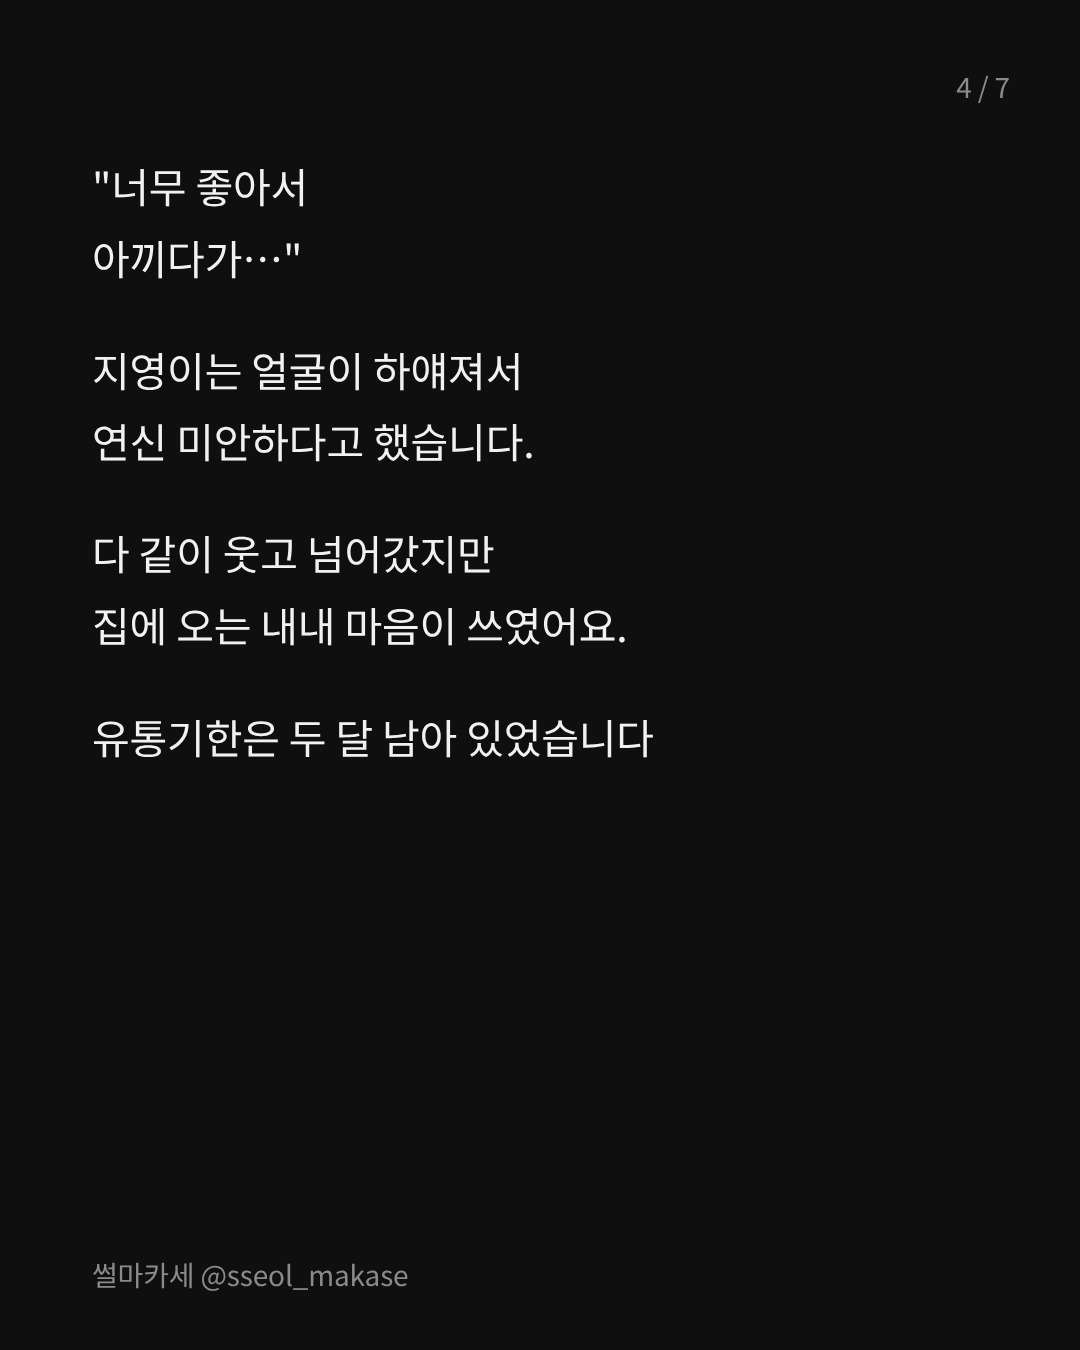 4 / 7
"너무 좋아서
아끼다가…"
지영이는 얼굴이 하얘져서
연신 미안하다고 했습니다.
다 같이 웃고 넘어갔지만
집에 오는 내내 마음이 쓰였어요.
유통기한은 두 달 남아 있었습니다
썰마카세 @sseol_makase